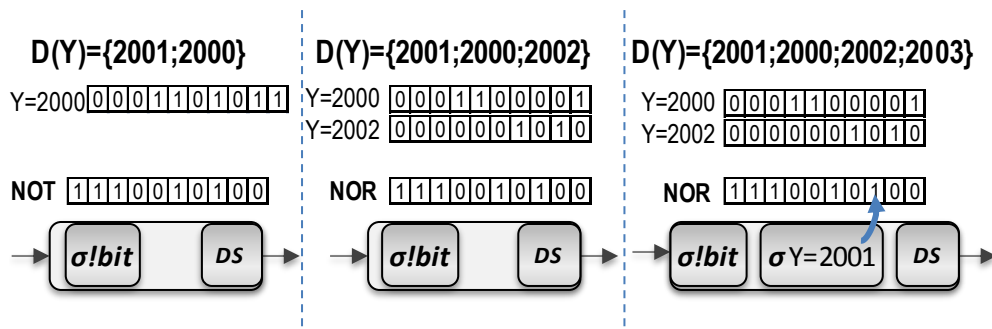 D(Y)={2001;2000}
Y=2000 0 0 0 1 1 0 1 0 1 1
NOT 1 1 1 0 0 1 0 1 0 0
σ!bit DS
D(Y)={2001;2000;2002}
Y=2000 0 0 0 1 1 0 0 0 0 1
Y=2002 0 0 0 0 0 0 1 0 1 0
NOR 1 1 1 0 0 1 0 1 0 0
σ!bit DS
D(Y)={2001;2000;2002;2003}
Y=2000 0 0 0 1 1 0 0 0 0 1
Y=2002 0 0 0 0 0 0 1 0 1 0
NOR 1 1 1 0 0 1 0 1 0 0
σ!bit σ Y=2001 DS